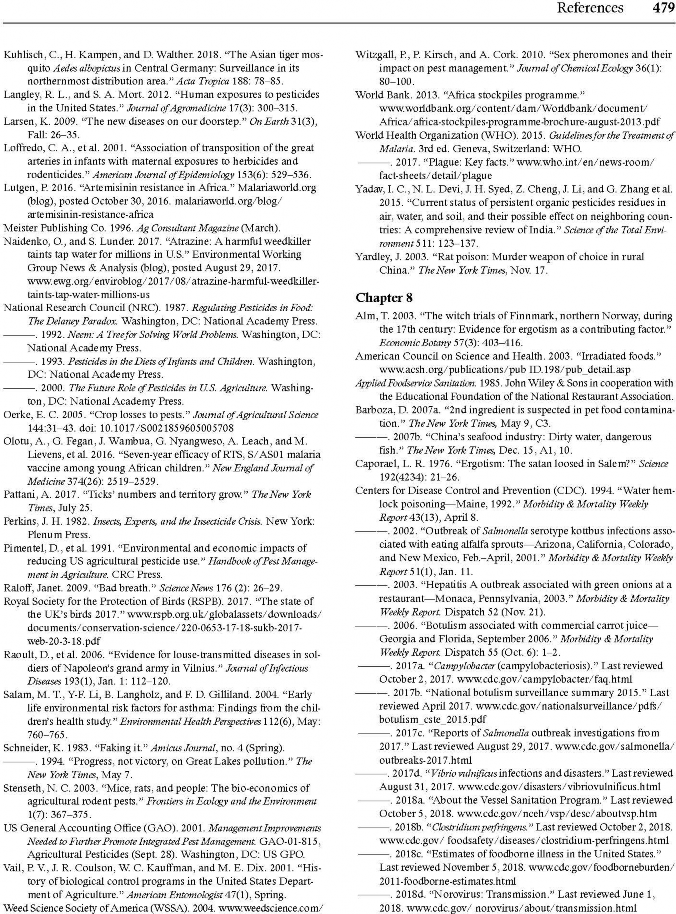 References 479
Kuhlisch, C., H. Kampen, and D. Walther. 2018. “The Asian tiger mos-
quito Aedes albopictus in Central Germany: Surveillance in its
northernmost distribution area.” Acta Tropica 188: 78–85.
Langley, R. L., and S. A. Mort. 2012. “Human exposures to pesticides
in the United States.” Journal of Agromedicine 17(3): 300–315.
Larsen, K. 2009. “The new diseases on our doorstep.” On Earth 31(3),
Fall: 26–35.
Loffredo, C. A., et al. 2001. “Association of transposition of the great
arteries in infants with maternal exposures to herbicides and
rodenticides.” American Journal of Epidemiology 153(6): 529–536.
Lutgen, P. 2016. “Artemisinin resistance in Africa.” Malariaworld.org
(blog), posted October 30, 2016. malariaworld.org/blog/
artemisinin-resistance-africa
Meister Publishing Co. 1996. Ag Consultant Magazine (March).
Naidenko, O., and S. Lunder. 2017. “Atrazine: A harmful weedkiller
taints tap water for millions in U.S.” Environmental Working
Group News & Analysis (blog), posted August 29, 2017.
www.ewg.org/enviroblog/2017/08/atrazine-harmful-weedkiller-
taints-tap-water-millions-us
National Research Council (NRC). 1987. Regulating Pesticides in Food:
The Delaney Paradox. Washington, DC: National Academy Press.
———. 1992. Neem: A Tree for Solving World Problems. Washington, DC:
National Academy Press.
———. 1993. Pesticides in the Diets of Infants and Children. Washington,
DC: National Academy Press.
———. 2000. The Future Role of Pesticides in U.S. Agriculture. Washing-
ton, DC: National Academy Press.
Oerke, E. C. 2005. “Crop losses to pests.” Journal of Agricultural Science
144:31–43. doi: 10.1017/S0021859605005708
Olotu, A., G. Fegan, J. Wambua, G. Nyangweso, A. Leach, and M.
Lievens, et al. 2016. “Seven-year efficacy of RTS, S/AS01 malaria
vaccine among young African children.” New England Journal of
Medicine 374(26): 2519–2529.
Pattani, A. 2017. “Ticks’ numbers and territory grow.” The New York
Times, July 25.
Perkins, J. H. 1982. Insects, Experts, and the Insecticide Crisis. New York:
Plenum Press.
Pimentel, D., et al. 1991. “Environmental and economic impacts of
reducing US agricultural pesticide use.” Handbook of Pest Manage-
ment in Agriculture. CRC Press.
Raloff, Janet. 2009. “Bad breath.” Science News 176 (2): 26–29.
Royal Society for the Protection of Birds (RSPB). 2017. “The state of
the UK’s birds 2017.” www.rspb.org.uk/globalassets/downloads/
documents/conservation-science/220-0653-17-18-sukb-2017-
web-20-3-18.pdf
Raoult, D., et al. 2006. “Evidence for louse-transmitted diseases in sol-
diers of Napoleon’s grand army in Vilnius.” Journal of Infectious
Diseases 193(1), Jan. 1: 112–120.
Salam, M. T., Y-F. Li, B. Langholz, and F. D. Gilliland. 2004. “Early
life environmental risk factors for asthma: Findings from the chil-
dren’s health study.” Environmental Health Perspectives 112(6), May:
760–765.
Schneider, K. 1983. “Faking it.” Amicus Journal, no. 4 (Spring).
———. 1994. “Progress, not victory, on Great Lakes pollution.” The
New York Times, May 7.
Stenseth, N. C. 2003. “Mice, rats, and people: The bio-economics of
agricultural rodent pests.” Frontiers in Ecology and the Environment
1(7): 367–375.
US General Accounting Office (GAO). 2001. Management Improvements
Needed to Further Promote Integrated Pest Management. GAO-01-815,
Agricultural Pesticides (Sept. 28). Washington, DC: US GPO.
Vail, P. V., J. R. Coulson, W. C. Kauffman, and M. E. Dix. 2001. “His-
tory of biological control programs in the United States Depart-
ment of Agriculture.” American Entomologist 47(1), Spring.
Weed Science Society of America (WSSA). 2004. www.weedscience.com/
Witzgall, P., P. Kirsch, and A. Cork. 2010. “Sex pheromones and their
impact on pest management.” Journal of Chemical Ecology 36(1):
80–100.
World Bank. 2013. “Africa stockpiles programme.”
www.worldbank.org/content/dam/Worldbank/document/
Africa/africa-stockpiles-programme-brochure-august-2013.pdf
World Health Organization (WHO). 2015. Guidelines for the Treatment of
Malaria. 3rd ed. Geneva, Switzerland: WHO.
———. 2017. “Plague: Key facts.” www.who.int/en/news-room/
fact-sheets/detail/plague
Yadav, I. C., N. L. Devi, J. H. Syed, Z. Cheng, J. Li, and G. Zhang et al.
2015. “Current status of persistent organic pesticides residues in
air, water, and soil, and their possible effect on neighboring coun-
tries: A comprehensive review of India.” Science of the Total Envi-
ronment 511: 123–137.
Yardley, J. 2003. “Rat poison: Murder weapon of choice in rural
China.” The New York Times, Nov. 17.
Chapter 8
Alm, T. 2003. “The witch trials of Finnmark, northern Norway, during
the 17th century: Evidence for ergotism as a contributing factor.”
Economic Botany 57(3): 403–416.
American Council on Science and Health. 2003. “Irradiated foods.”
www.acsh.org/publications/pub ID.198/pub_detail.asp
Applied Foodservice Sanitation. 1985. John Wiley & Sons in cooperation with
the Educational Foundation of the National Restaurant Association.
Barboza, D. 2007a. “2nd ingredient is suspected in pet food contamina-
tion.” The New York Times, May 9, C3.
———. 2007b. “China’s seafood industry: Dirty water, dangerous
fish.” The New York Times, Dec. 15, A1, 10.
Caporael, L. R. 1976. “Ergotism: The satan loosed in Salem?” Science
192(4234): 21–26.
Centers for Disease Control and Prevention (CDC). 1994. “Water hem-
lock poisoning—Maine, 1992.” Morbidity & Mortality Weekly
Report 43(13), April 8.
———. 2002. “Outbreak of Salmonella serotype kottbus infections asso-
ciated with eating alfalfa sprouts—Arizona, California, Colorado,
and New Mexico, Feb.–April, 2001.” Morbidity & Mortality Weekly
Report 51(1), Jan. 11.
———. 2003. “Hepatitis A outbreak associated with green onions at a
restaurant—Monaca, Pennsylvania, 2003.” Morbidity & Mortality
Weekly Report. Dispatch 52 (Nov. 21).
———. 2006. “Botulism associated with commercial carrot juice—
Georgia and Florida, September 2006.” Morbidity & Mortality
Weekly Report. Dispatch 55 (Oct. 6): 1–2.
———. 2017a. “Campylobacter (campylobacteriosis).” Last reviewed
October 2, 2017. www.cdc.gov/campylobacter/faq.html
———. 2017b. “National botulism surveillance summary 2015.” Last
reviewed April 2017. www.cdc.gov/nationalsurveillance/pdfs/
botulism_cste_2015.pdf
———. 2017c. “Reports of Salmonella outbreak investigations from
2017.” Last reviewed August 29, 2017. www.cdc.gov/salmonella/
outbreaks-2017.html
———. 2017d. “Vibrio vulnificus infections and disasters.” Last reviewed
August 31, 2017. www.cdc.gov/disasters/vibriovulnificus.html
———. 2018a. “About the Vessel Sanitation Program.” Last reviewed
October 5, 2018. www.cdc.gov/nceh/vsp/desc/aboutvsp.htm
———. 2018b. “Clostridium perfringens.” Last reviewed October 2, 2018.
www.cdc.gov/ foodsafety/diseases/clostridium-perfringens.html
———. 2018c. “Estimates of foodborne illness in the United States.”
Last reviewed November 5, 2018. www.cdc.gov/foodborneburden/
2011-foodborne-estimates.html
———. 2018d. “Norovirus: Transmission.” Last reviewed June 1,
2018. www.cdc.gov/ norovirus/about/transmission.html